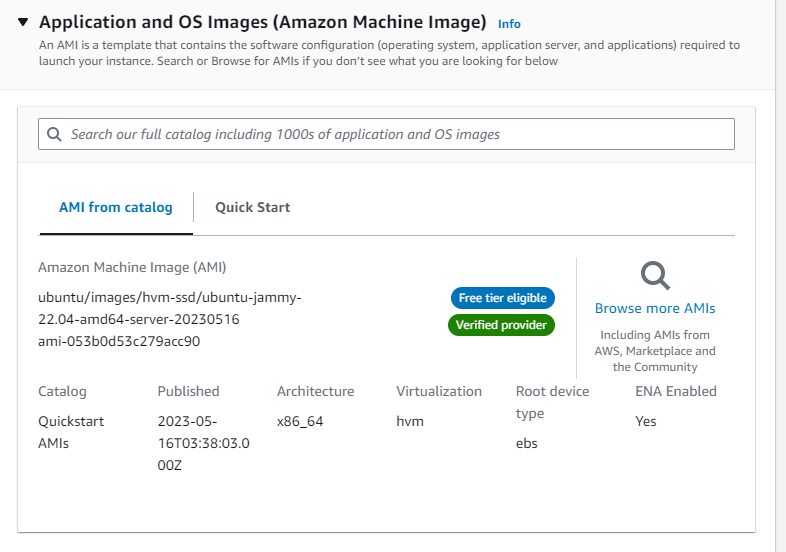 Application and OS Images (Amazon Machine Image) Info
An AMI is a template that contains the software configuration (operating system, application server, and applications) required to
launch your instance. Search or Browse for AMIs if you don't see what you are looking for below
Search our full catalog including 1000s of application and OS images
AMI from catalog
Quick Start
Amazon Machine Image (AMI)
ubuntu/images/hvm-ssd/ubuntu-jammy-
22.04-amd64-server-20230516
ami-053b0d53c279acc90
Free tier eligible
Verified provider
Browse more AMIs
Including AMIs from
AWS, Marketplace and
the Community
Catalog
Quickstart
AMIs
Published
2023-05-
16T03:38:03.0
00Z
Architecture
x86_64
Virtualization
hvm
Root device
type
ebs
ENA Enabled
Yes